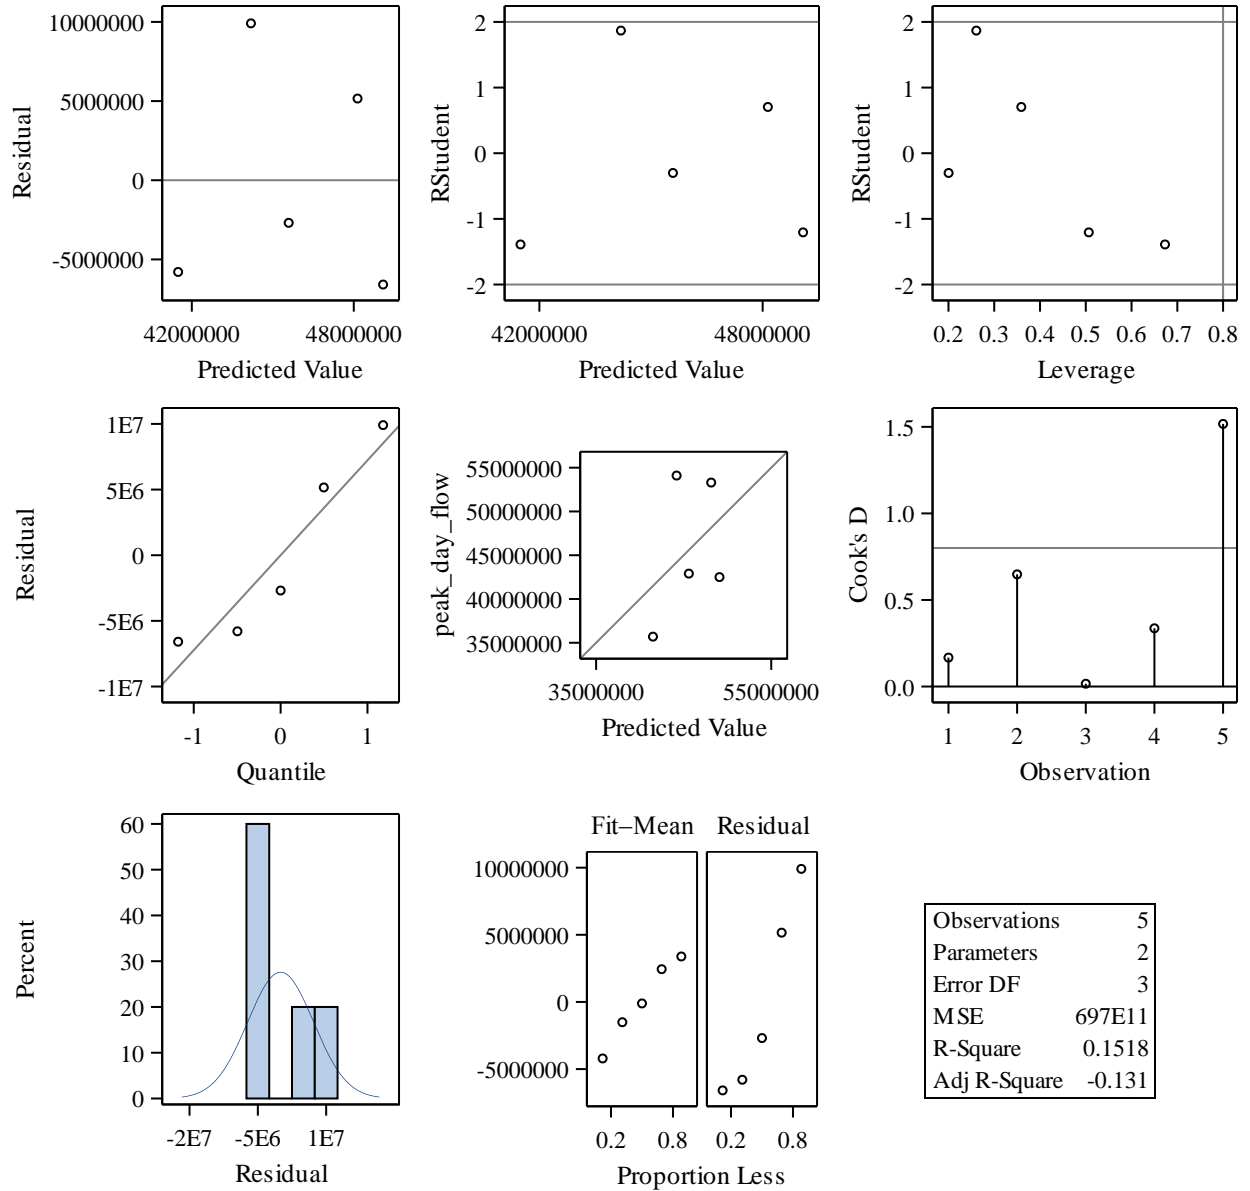 10000000
5000000
0
-5000000
Residual
42000000
48000000
Predicted Value
2
1
0
-1
-2
RStudent
42000000
48000000
Predicted Value
2
1
0
-1
-2
RStudent
0.2 0.3 0.4 0.5 0.6 0.7 0.8
Leverage
1E7
5E6
0
-5E6
-1E7
Residual
-1 0 1
Quantile
55000000
50000000
45000000
40000000
35000000
peak_day_flow
35000000
55000000
Predicted Value
1.5
1.0
0.5
0.0
Cook's D
1 2 3 4 5
Observation
60
50
40
30
20
10
0
Percent
-2E7 -5E6 1E7
Residual
Fit–Mean Residual
10000000
5000000
0
-5000000
0.2 0.8 0.2 0.8
Proportion Less
Observations 5
Parameters 2
Error DF 3
MSE 697E11
R-Square 0.1518
Adj R-Square -0.131